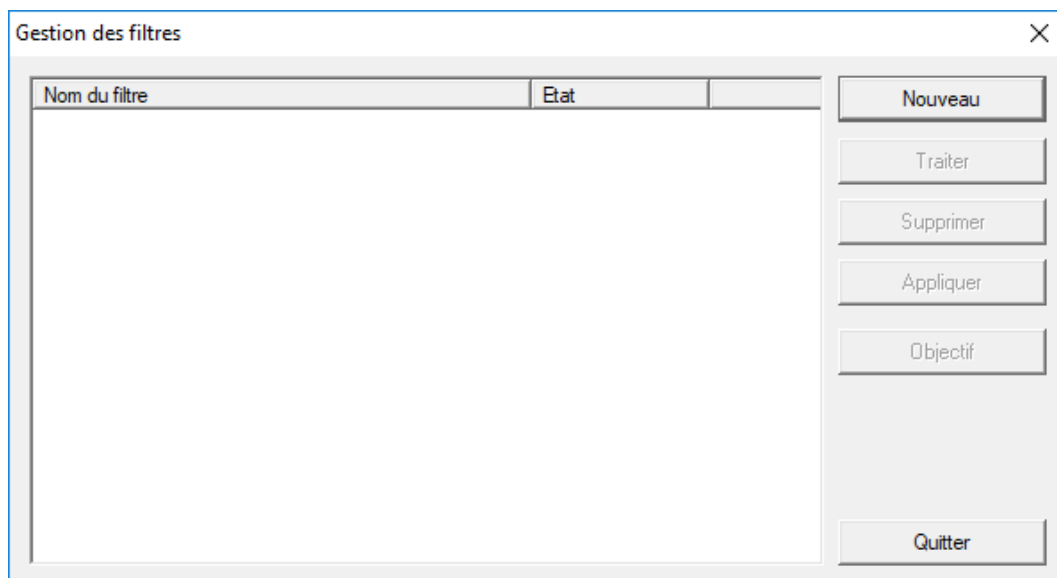 Gestion des filtres
Nom du filtre Etat
Nouveau
Traiter
Supprimer
Appliquer
Objectif
Quitter